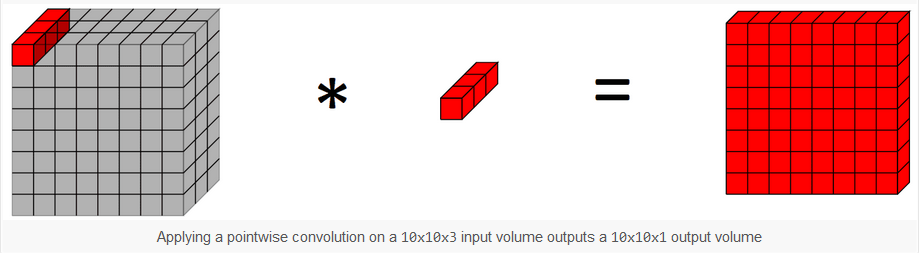 * =
Applying a pointwise convolution on a 10x10x3 input volume outputs a 10x10x1 output volume